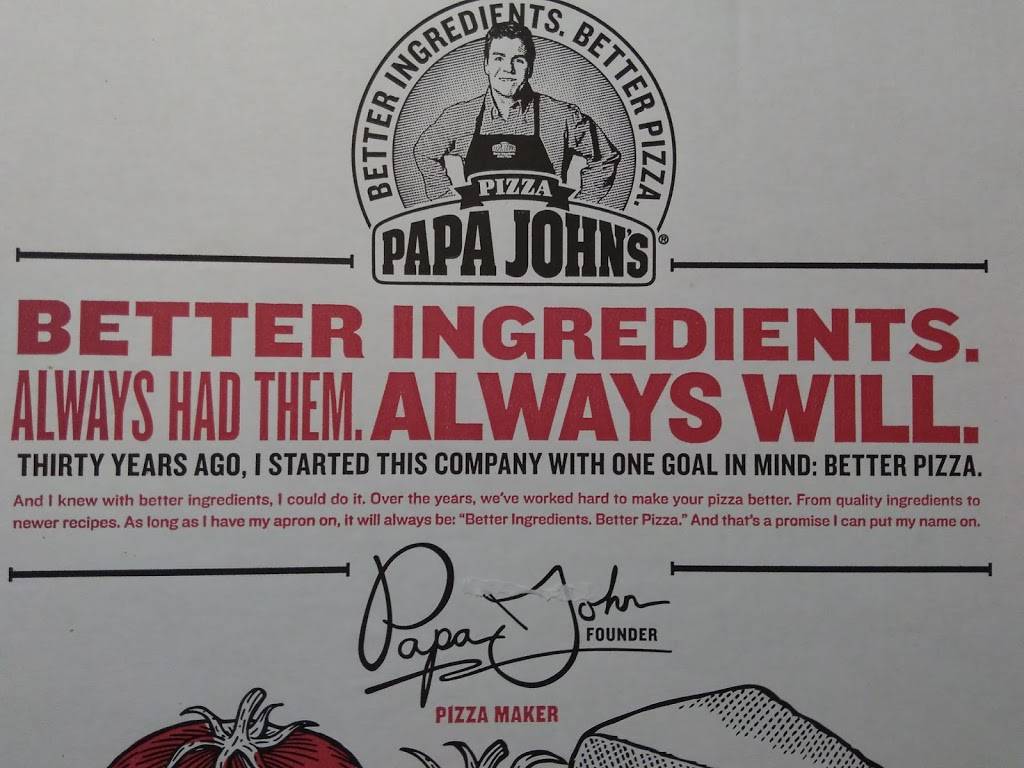 BETTER INGREDIENTS. BETTER PIZZA.
PIZZA
PAPA JOHN'S®
BETTER INGREDIENTS.
ALWAYS HAD THEM. ALWAYS WILL.
THIRTY YEARS AGO, I STARTED THIS COMPANY WITH ONE GOAL IN MIND: BETTER PIZZA.
And I knew with better ingredients, I could do it. Over the years, we've worked hard to make your pizza better. From quality ingredients to
newer recipes. As long as I have my apron on, it will always be: “Better Ingredients. Better Pizza.” And that's a promise I can put my name on.
Papa John
FOUNDER
PIZZA MAKER